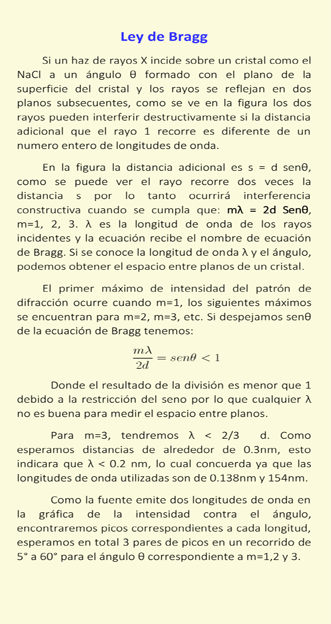 Ley de Bragg
Si un haz de rayos X incide sobre un cristal como el
NaCl a un ángulo θ formado con el plano de la
superficie del cristal y los rayos se reflejan en dos
planos subsecuentes, como se ve en la figura los dos
rayos pueden interferir destructivamente si la distancia
adicional que el rayo 1 recorre es diferente de un
numero entero de longitudes de onda.
En la figura la distancia adicional es s = d senθ,
como se puede ver el rayo recorre dos veces la
distancia s por lo tanto ocurrirá interferencia
constructiva cuando se cumpla que: mλ = 2d Senθ,
m=1, 2, 3. λ es la longitud de onda de los rayos
incidentes y la ecuación recibe el nombre de ecuación
de Bragg. Si se conoce la longitud de onda λ y el ángulo,
podemos obtener el espacio entre planos de un cristal.
El primer máximo de intensidad del patrón de
difracción ocurre cuando m=1, los siguientes máximos
se encuentran para m=2, m=3, etc. Si despejamos senθ
de la ecuación de Bragg tenemos:
mλ/2d = senθ < 1
Donde el resultado de la división es menor que 1
debido a la restricción del seno por lo que cualquier λ
no es buena para medir el espacio entre planos.
Para m=3, tendremos λ < 2/3 d. Como
esperamos distancias de alrededor de 0.3nm, esto
indicara que λ < 0.2 nm, lo cual concuerda ya que las
longitudes de onda utilizadas son de 0.138nm y 154nm.
Como la fuente emite dos longitudes de onda en
la gráfica de la intensidad contra el ángulo,
encontraremos picos correspondientes a cada longitud,
esperamos en total 3 pares de picos en un recorrido de
5° a 60° para el ángulo θ correspondiente a m=1,2 y 3.